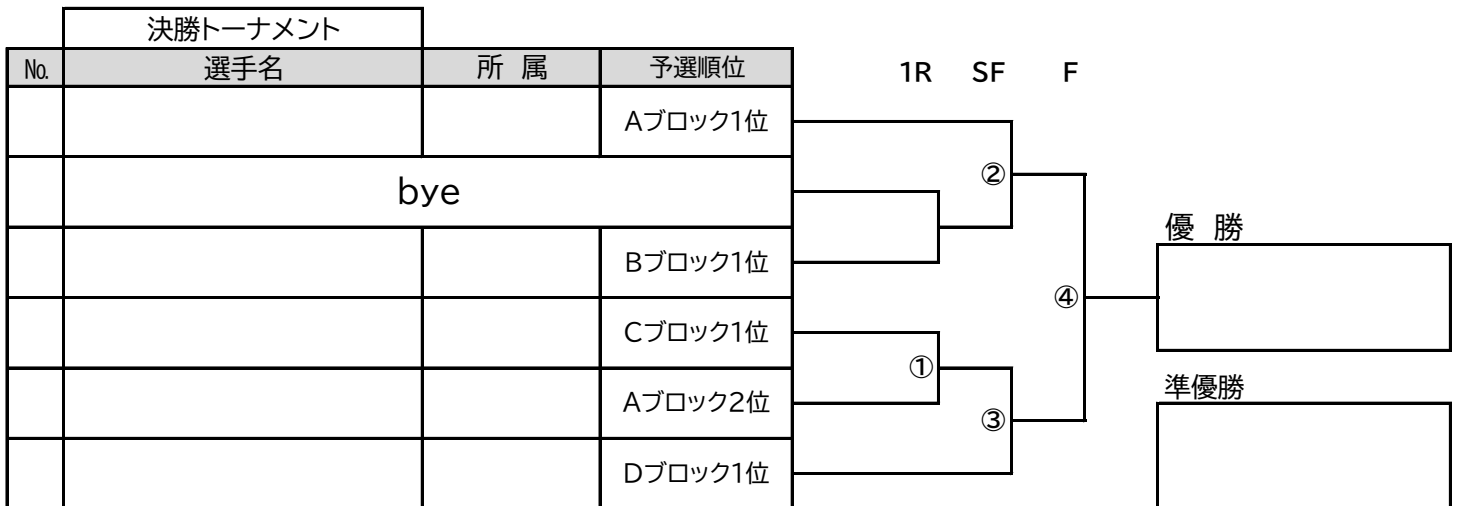 決勝トーナメント
№ 選手名 所 属 予選順位 1R SF F
Aブロック1位
②
bye
優 勝
Bブロック1位
④
Cブロック1位
①
準優勝
Aブロック2位
③
Dブロック1位